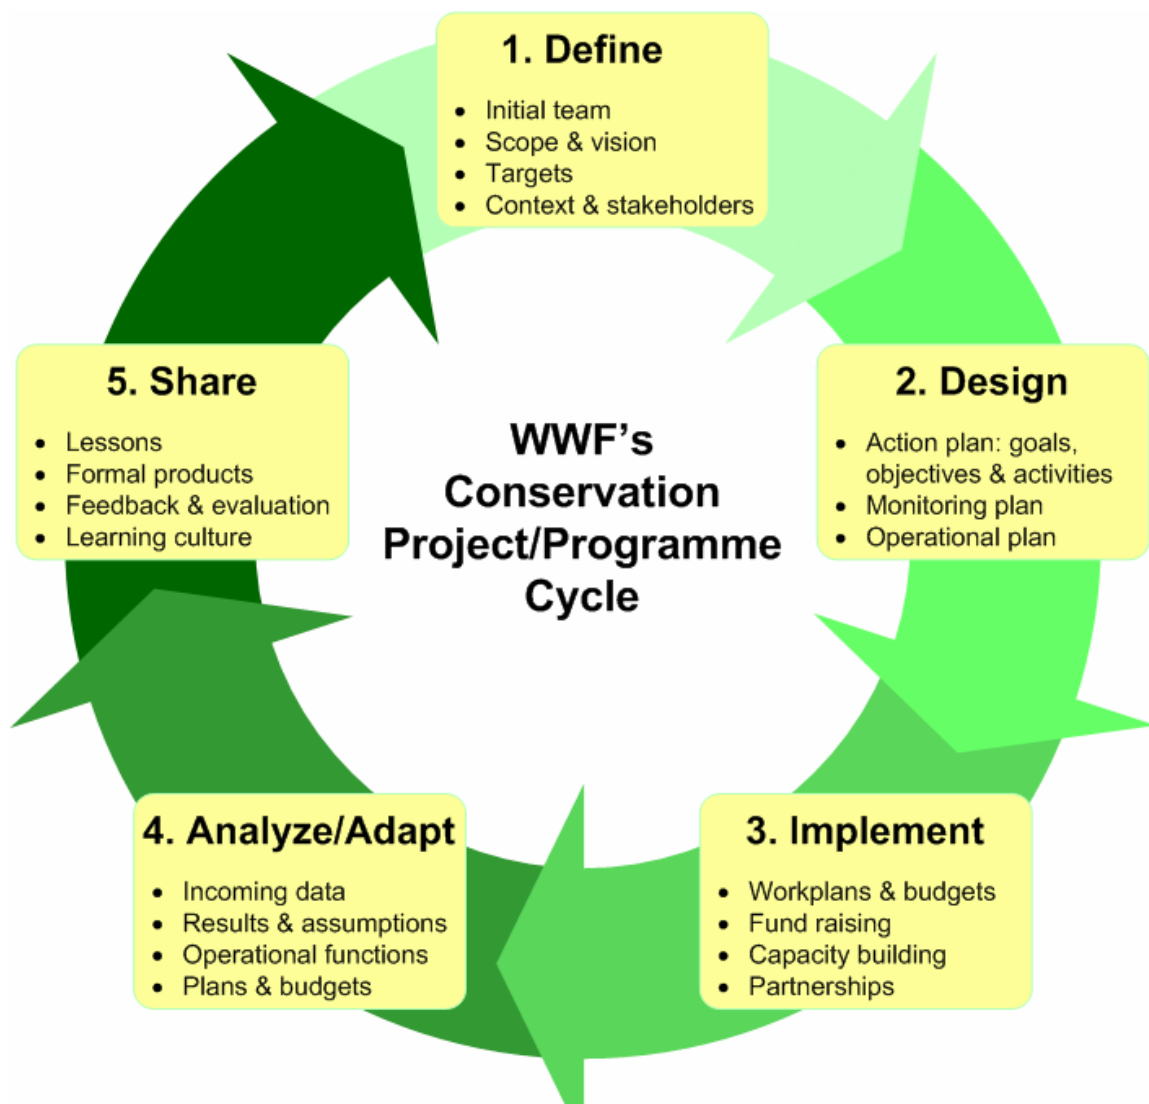 1. Define
• Initial team
• Scope & vision
• Targets
• Context & stakeholders
2. Design
• Action plan: goals,
objectives & activities
• Monitoring plan
• Operational plan
3. Implement
• Workplans & budgets
• Fund raising
• Capacity building
• Partnerships
4. Analyze/Adapt
• Incoming data
• Results & assumptions
• Operational functions
• Plans & budgets
5. Share
• Lessons
• Formal products
• Feedback & evaluation
• Learning culture
WWF’s
Conservation
Project/Programme
Cycle